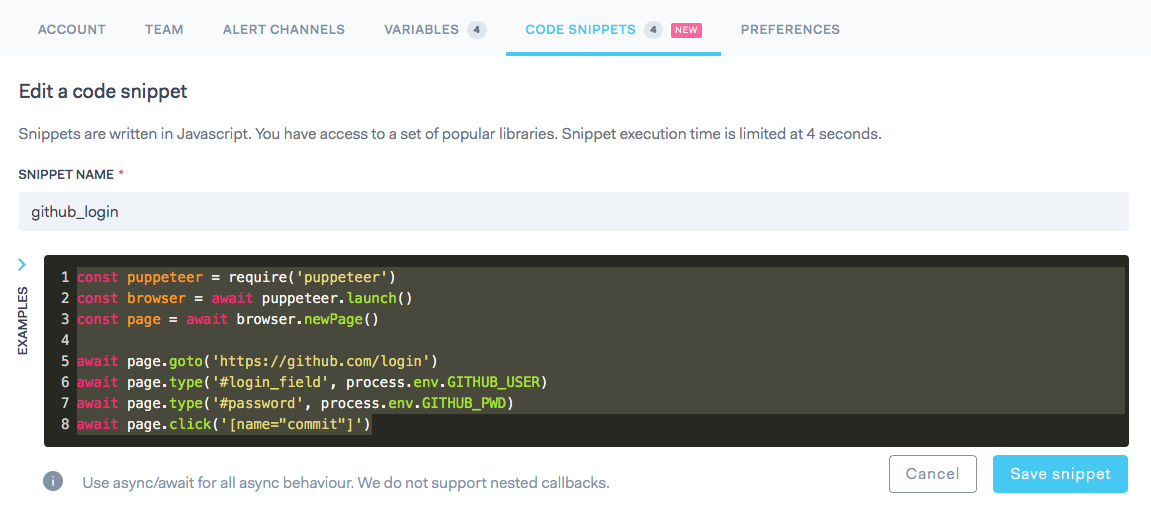 ACCOUNT TEAM ALERT CHANNELS VARIABLES 4 CODE SNIPPETS 4 NEW PREFERENCES
Edit a code snippet
Snippets are written in Javascript. You have access to a set of popular libraries. Snippet execution time is limited at 4 seconds.
SNIPPET NAME *
github_login
EXAMPLES
1 const puppeteer = require('puppeteer')
2 const browser = await puppeteer.launch()
3 const page = await browser.newPage()
4
5 await page.goto('https://github.com/login')
6 await page.type('#login_field', process.env.GITHUB_USER)
7 await page.type('#password', process.env.GITHUB_PWD)
8 await page.click('[name="commit"]')
i Use async/await for all async behaviour. We do not support nested callbacks.
Cancel Save snippet